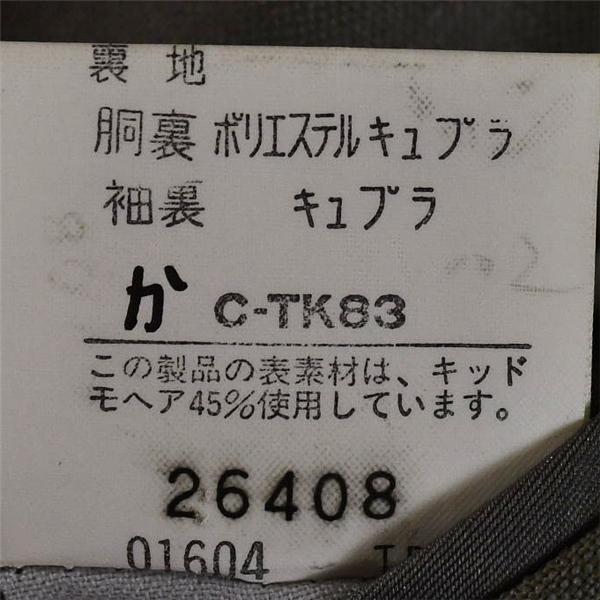 裏地
胴裏 ポリエステルキュプラ
袖裏 キュプラ
か C-TK83
この製品の表素材は、キッド
モヘア45%使用しています。
26408
01604